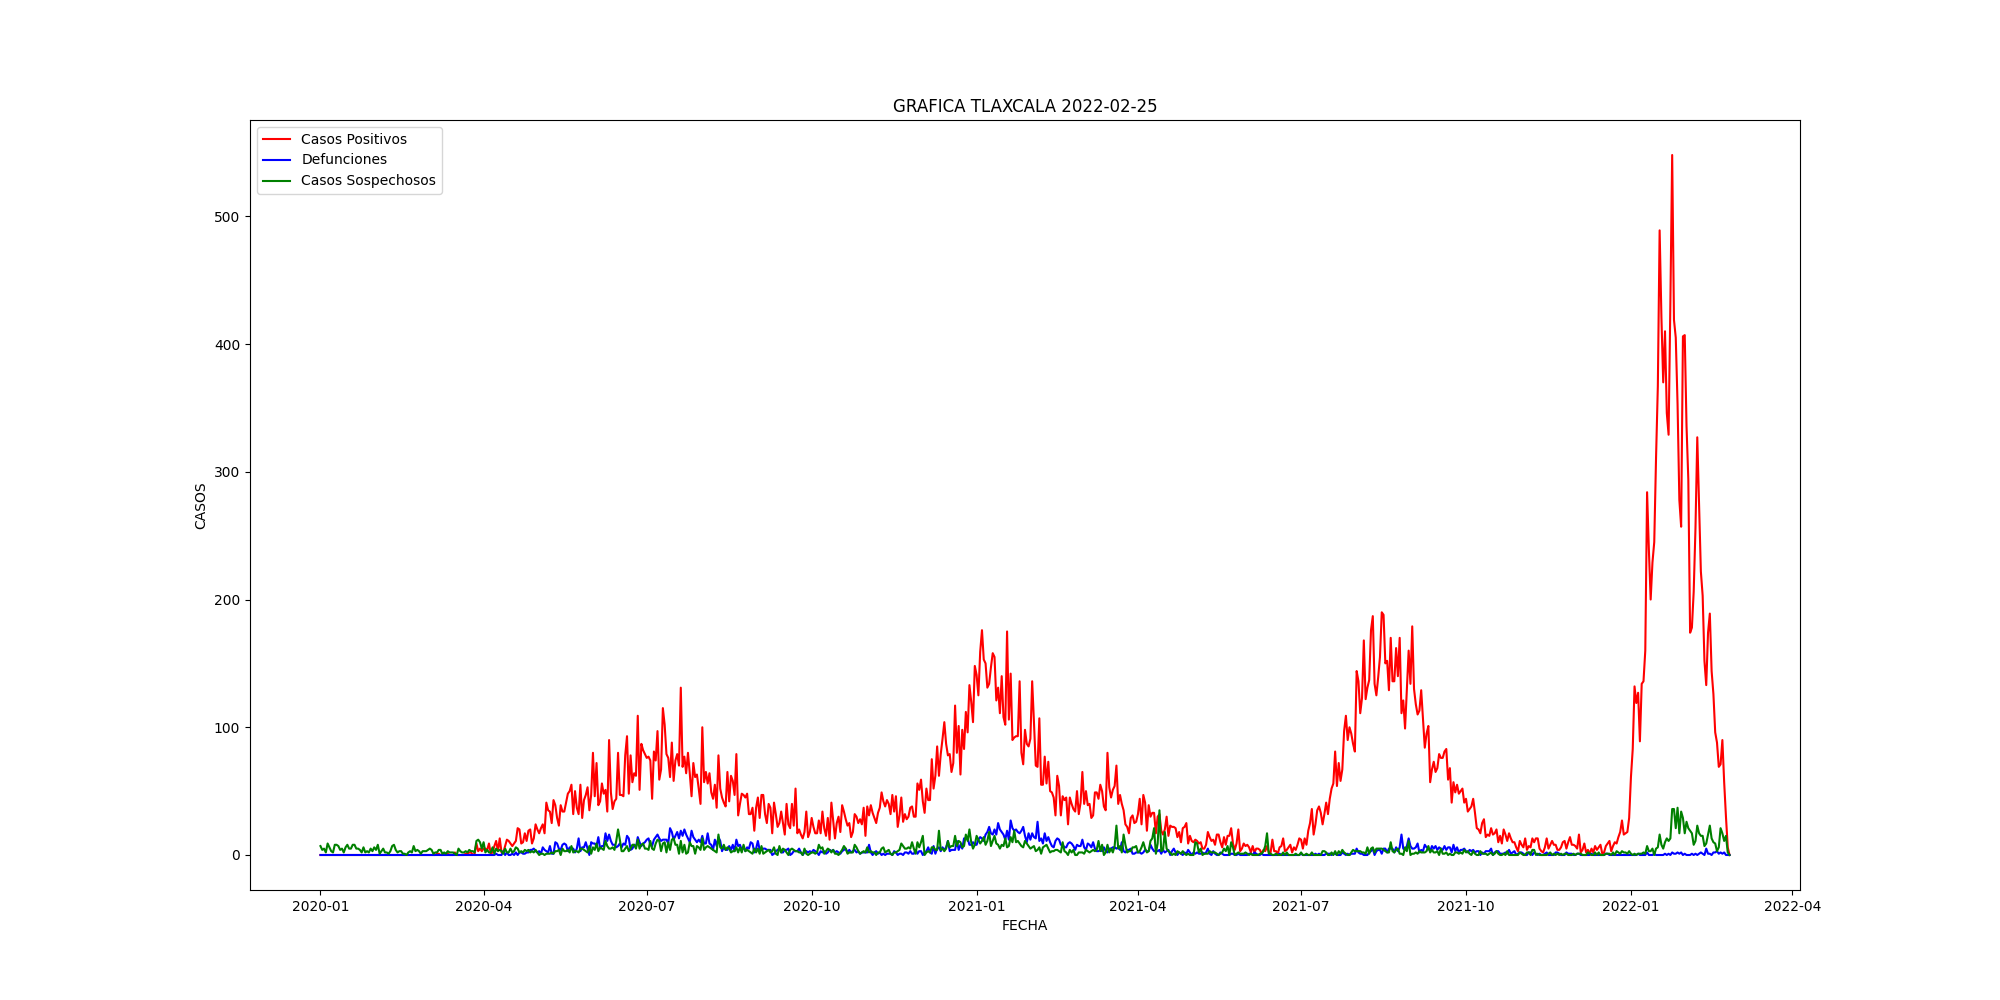 GRAFICA TLAXCALA 2022-02-25
Casos Positivos
Defunciones
Casos Sospechosos
500
400
300
200
100
0
CASOS
2020-01
2020-04
2020-07
2020-10
2021-01
2021-04
2021-07
2021-10
2022-01
2022-04
FECHA